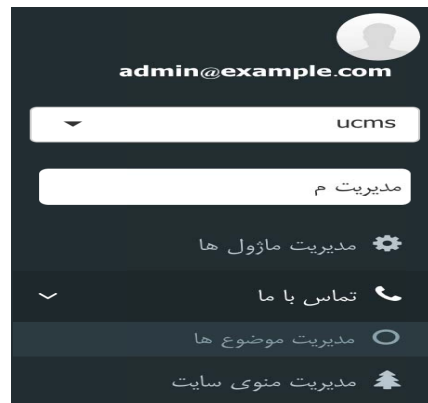 admin@example.com
ucms
مدیریت م
مدیریت ماژول ها
تماس با ما
مدیریت موضوع ها
مدیریت منوی سایت